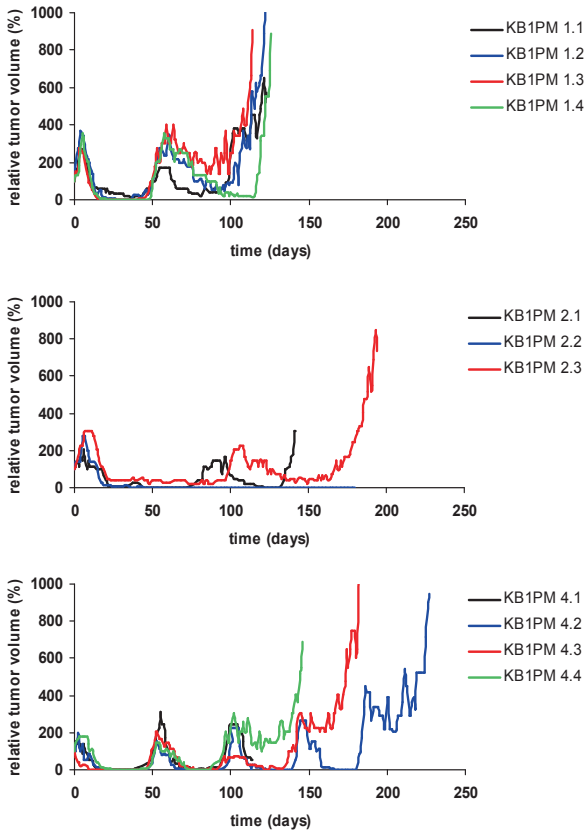 relative tumor volume (%)
1000
800
600
400
200
0
0 50 100 150 200 250
time (days)
KB1PM 1.1
KB1PM 1.2
KB1PM 1.3
KB1PM 1.4
relative tumor volume (%)
1000
800
600
400
200
0
0 50 100 150 200 250
time (days)
KB1PM 2.1
KB1PM 2.2
KB1PM 2.3
relative tumor volume (%)
1000
800
600
400
200
0
0 50 100 150 200 250
time (days)
KB1PM 4.1
KB1PM 4.2
KB1PM 4.3
KB1PM 4.4